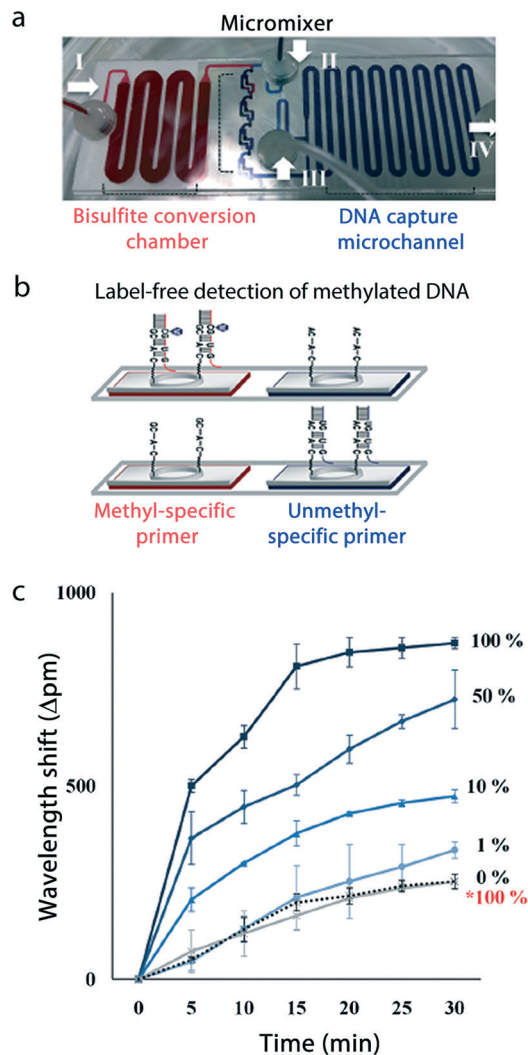 a
Micromixer
I
II
III
IV
Bisulfite conversion
chamber
DNA capture
microchannel
b
Label-free detection of methylated DNA
Methyl-specific
primer
Unmethyl-
specific primer
c
1000
500
0
Wavelength shift (Δpm)
100 %
50 %
10 %
1 %
0 %
*100 %
0 5 10 15 20 25 30
Time (min)